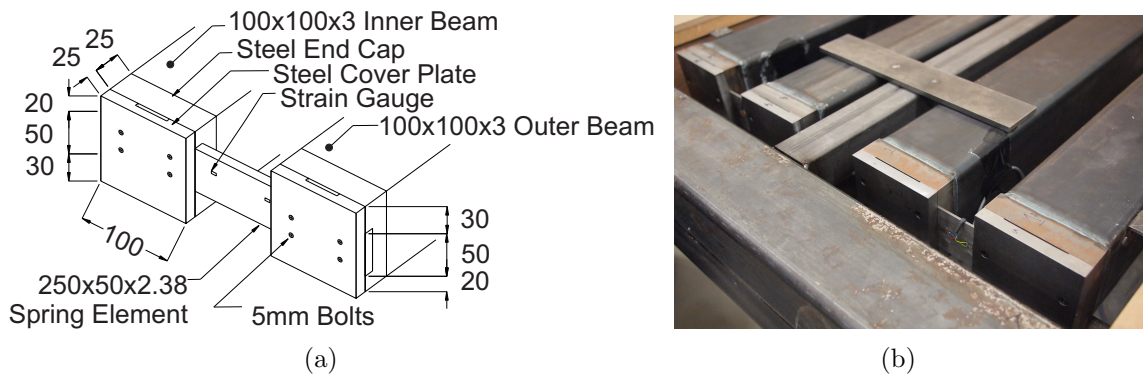 100x100x3 Inner Beam
25
Steel End Cap
25
Steel Cover Plate
20
Strain Gauge
50
100x100x3 Outer Beam
30
30
100
50
250x50x2.38
20
Spring Element
5mm Bolts
(a)
(b)